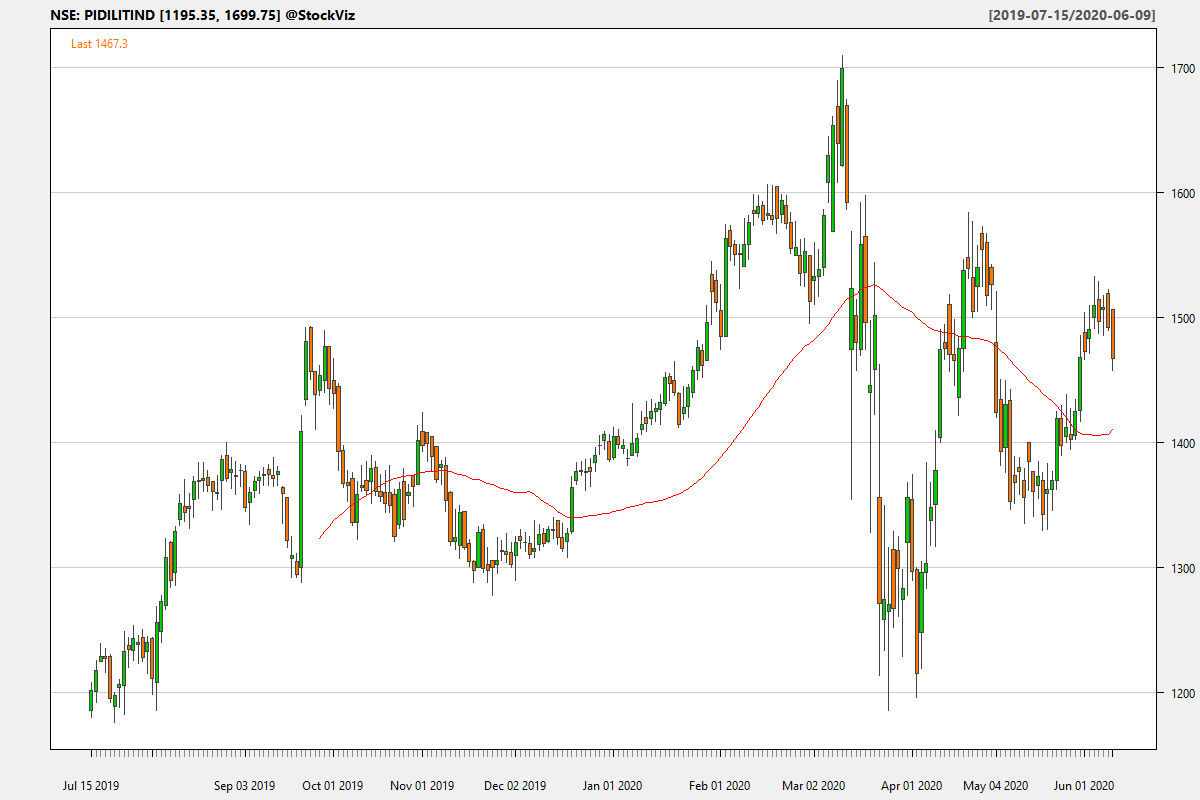 NSE: PIDILITIND [1195.35, 1699.75] @StockViz [2019-07-15/2020-06-09]
Last 1467.3
1700
1600
1500
1400
1300
1200
Jul 15 2019 Sep 03 2019 Oct 01 2019 Nov 01 2019 Dec 02 2019 Jan 01 2020 Feb 01 2020 Mar 02 2020 Apr 01 2020 May 04 2020 Jun 01 2020